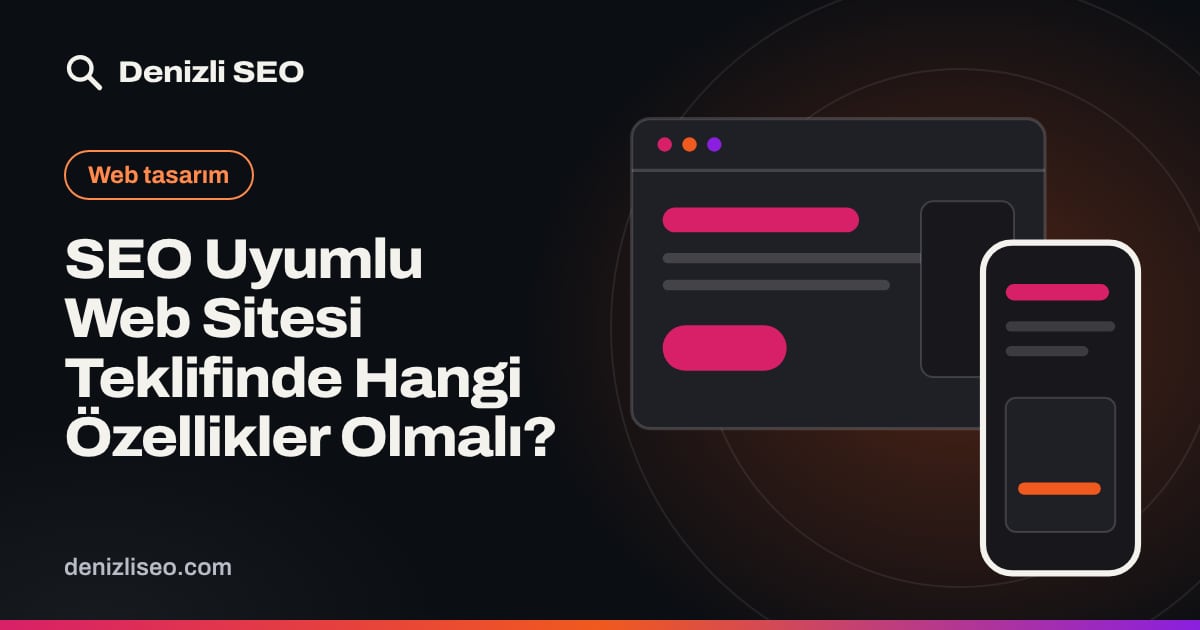 Denizli SEO
Web tasarım
SEO Uyumlu
Web Sitesi
Teklifinde Hangi
Özellikler Olmalı?
denizliseo.com